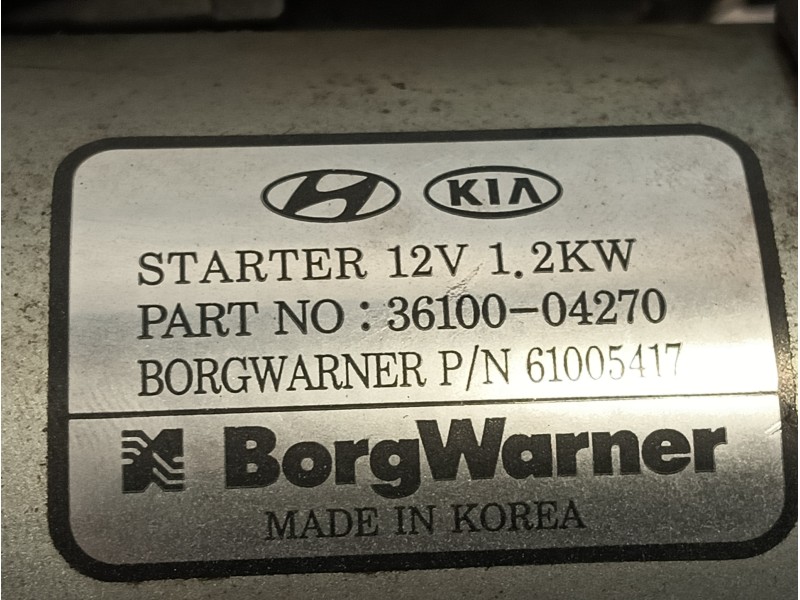 KIA
STARTER 12V 1.2KW
PART NO : 36100-04270
BORGWARNER P/N 61005417
BorgWarner
MADE IN KOREA